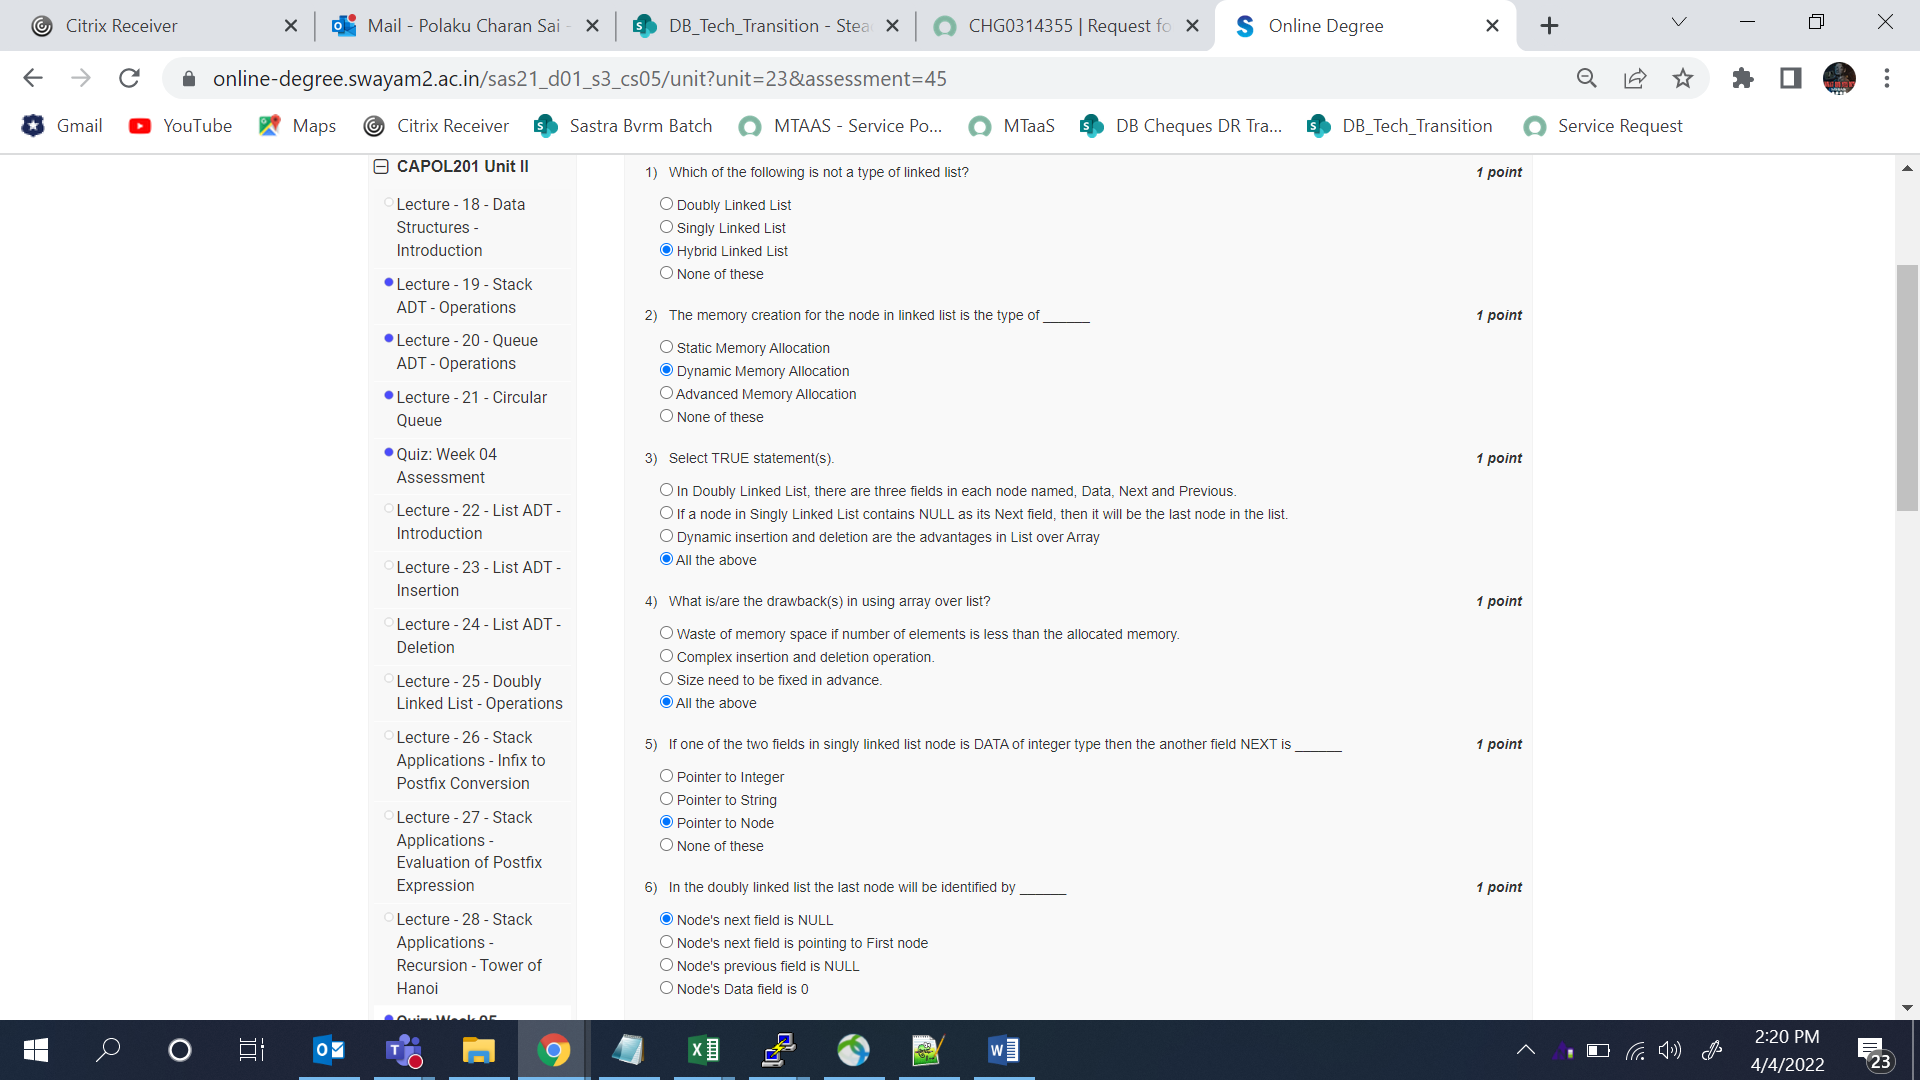 Citrix Receiver
Mail - Polaku Charan Sai -
DB_Tech_Transition - Stea
CHG0314355 | Request fo
Online Degree
online-degree.swayam2.ac.in/sas21_d01_s3_cs05/unit?unit=23&assessment=45
Gmail
YouTube
Maps
Citrix Receiver
Sastra Bvrm Batch
MTAAS - Service Po...
MTaaS
DB Cheques DR Tra...
DB_Tech_Transition
Service Request
CAPOL201 Unit II
Lecture - 18 - Data
Structures -
Introduction
Lecture - 19 - Stack
ADT - Operations
Lecture - 20 - Queue
ADT - Operations
Lecture - 21 - Circular
Queue
Quiz: Week 04
Assessment
Lecture - 22 - List ADT -
Introduction
Lecture - 23 - List ADT -
Insertion
Lecture - 24 - List ADT -
Deletion
Lecture - 25 - Doubly
Linked List - Operations
Lecture - 26 - Stack
Applications - Infix to
Postfix Conversion
Lecture - 27 - Stack
Applications -
Evaluation of Postfix
Expression
Lecture - 28 - Stack
Applications -
Recursion - Tower of
Hanoi
Quiz: Week 05
1) Which of the following is not a type of linked list? 1 point
Doubly Linked List
Singly Linked List
Hybrid Linked List
None of these
2) The memory creation for the node in linked list is the type of ______ 1 point
Static Memory Allocation
Dynamic Memory Allocation
Advanced Memory Allocation
None of these
3) Select TRUE statement(s). 1 point
In Doubly Linked List, there are three fields in each node named, Data, Next and Previous.
If a node in Singly Linked List contains NULL as its Next field, then it will be the last node in the list.
Dynamic insertion and deletion are the advantages in List over Array
All the above
4) What is/are the drawback(s) in using array over list? 1 point
Waste of memory space if number of elements is less than the allocated memory.
Complex insertion and deletion operation.
Size need to be fixed in advance.
All the above
5) If one of the two fields in singly linked list node is DATA of integer type then the another field NEXT is ______ 1 point
Pointer to Integer
Pointer to String
Pointer to Node
None of these
6) In the doubly linked list the last node will be identified by ______ 1 point
Node's next field is NULL
Node's next field is pointing to First node
Node's previous field is NULL
Node's Data field is 0
2:20 PM
4/4/2022
23